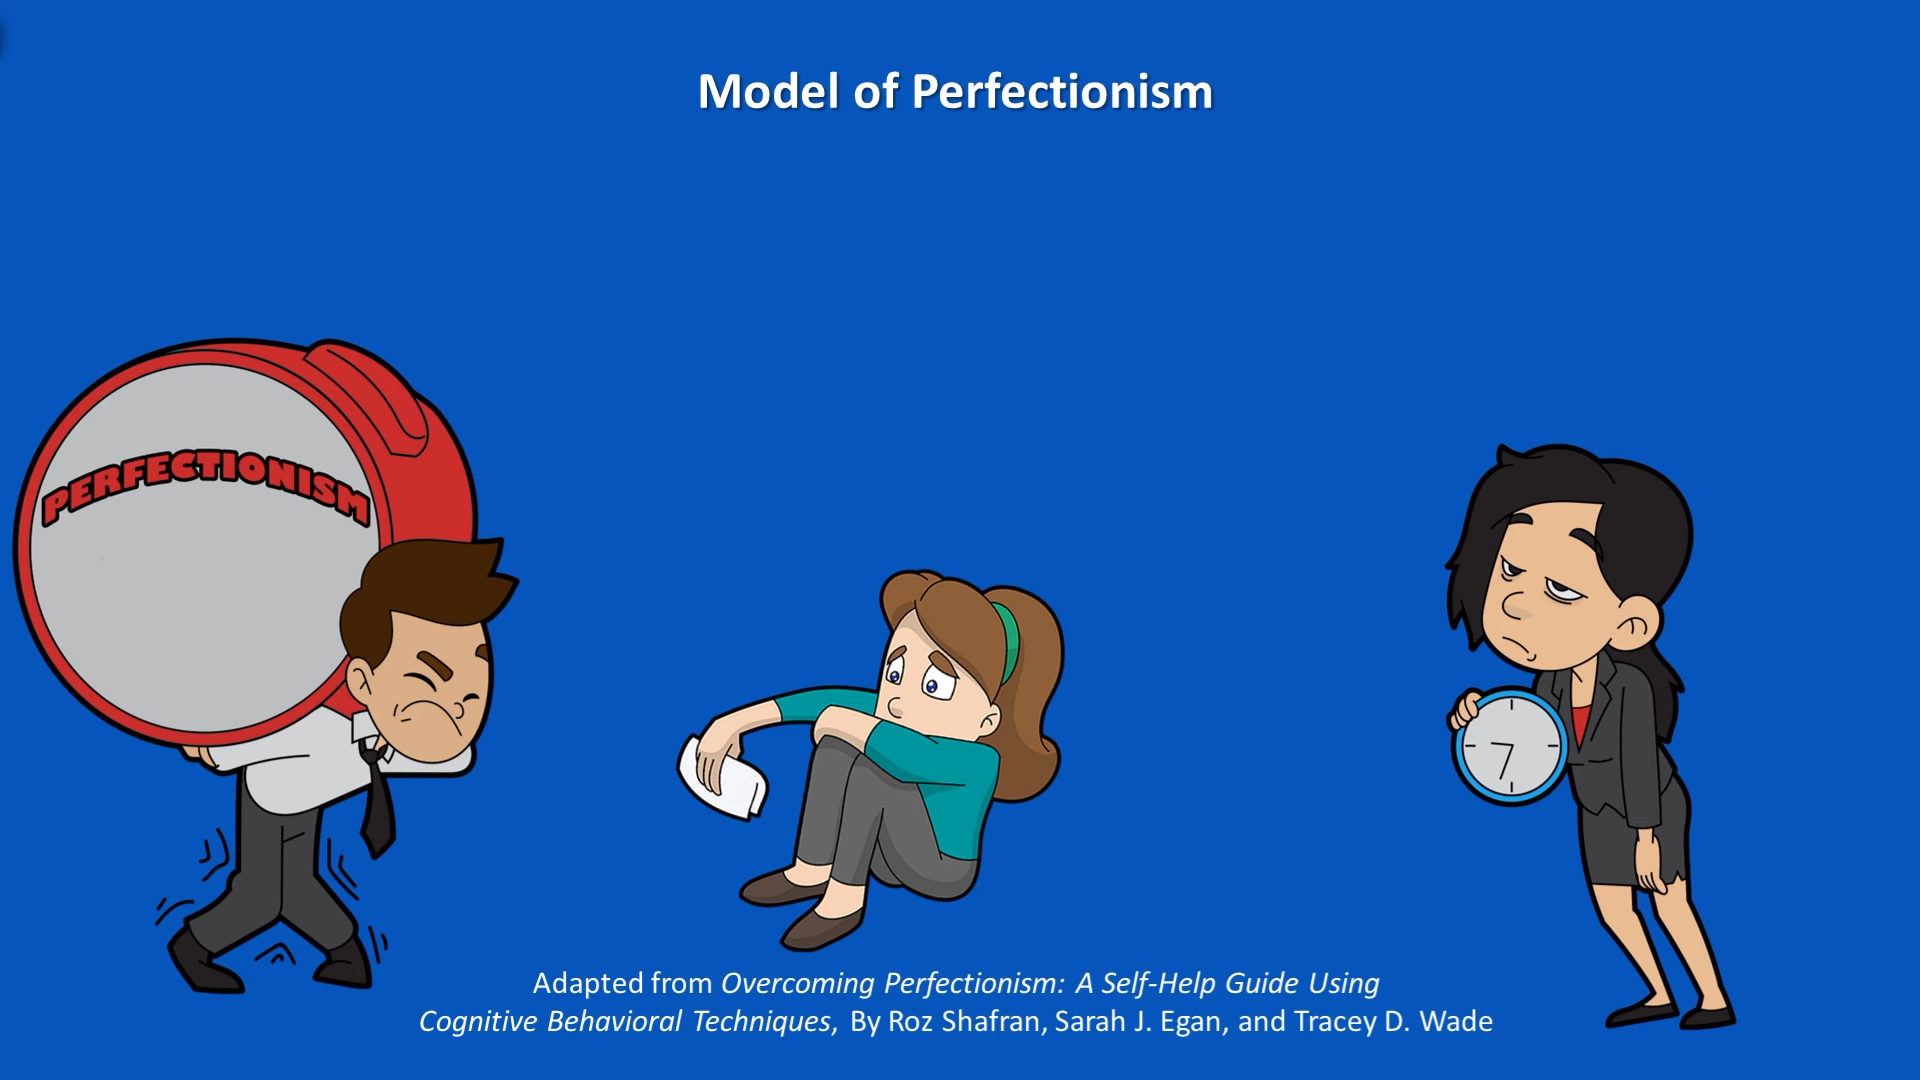 Model of Perfectionism
PERFECTIONISM
Adapted from Overcoming Perfectionism: A Self-Help Guide Using
Cognitive Behavioral Techniques, By Roz Shafran, Sarah J. Egan, and Tracey D. Wade